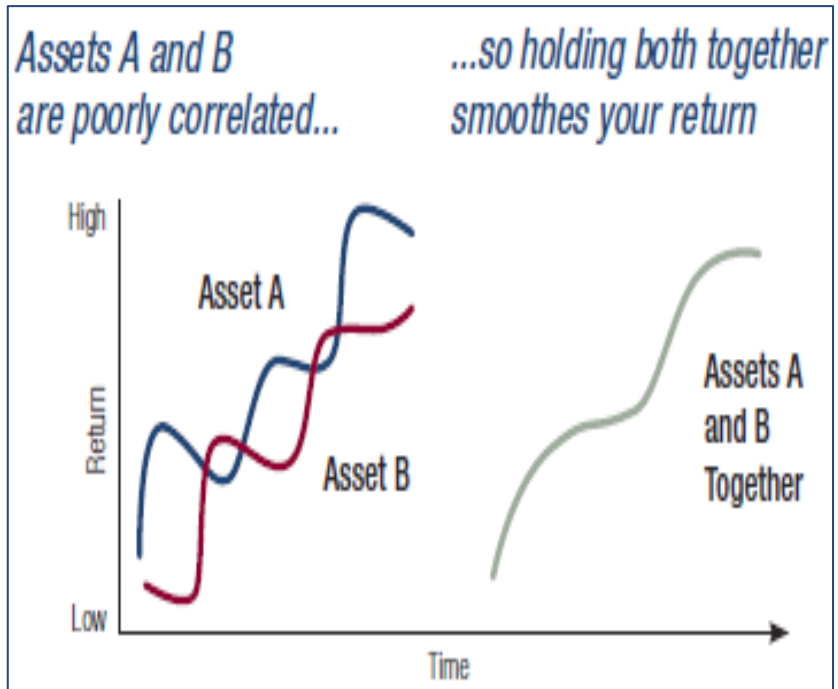 Assets A and B
are poorly correlated...
...so holding both together
smoothes your return
High
Asset A
Return
Asset B
Low
Time
Assets A
and B
Together